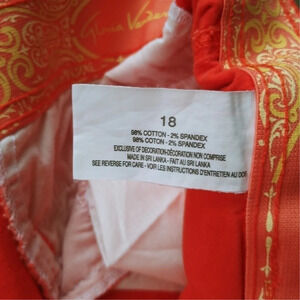 Gloria
18
98% COTTON - 2% SPANDEX
98% COTON - 2% SPANDEX
EXCLUSIVE OF DECORATION-DÉCORATION NON COMPRISE
MADE IN SRI LANKA - FAIT AU SRI LANKA
SEE REVERSE FOR CARE - VOIR LES INSTRUCTIONS D'ENTRETIEN AU DOS